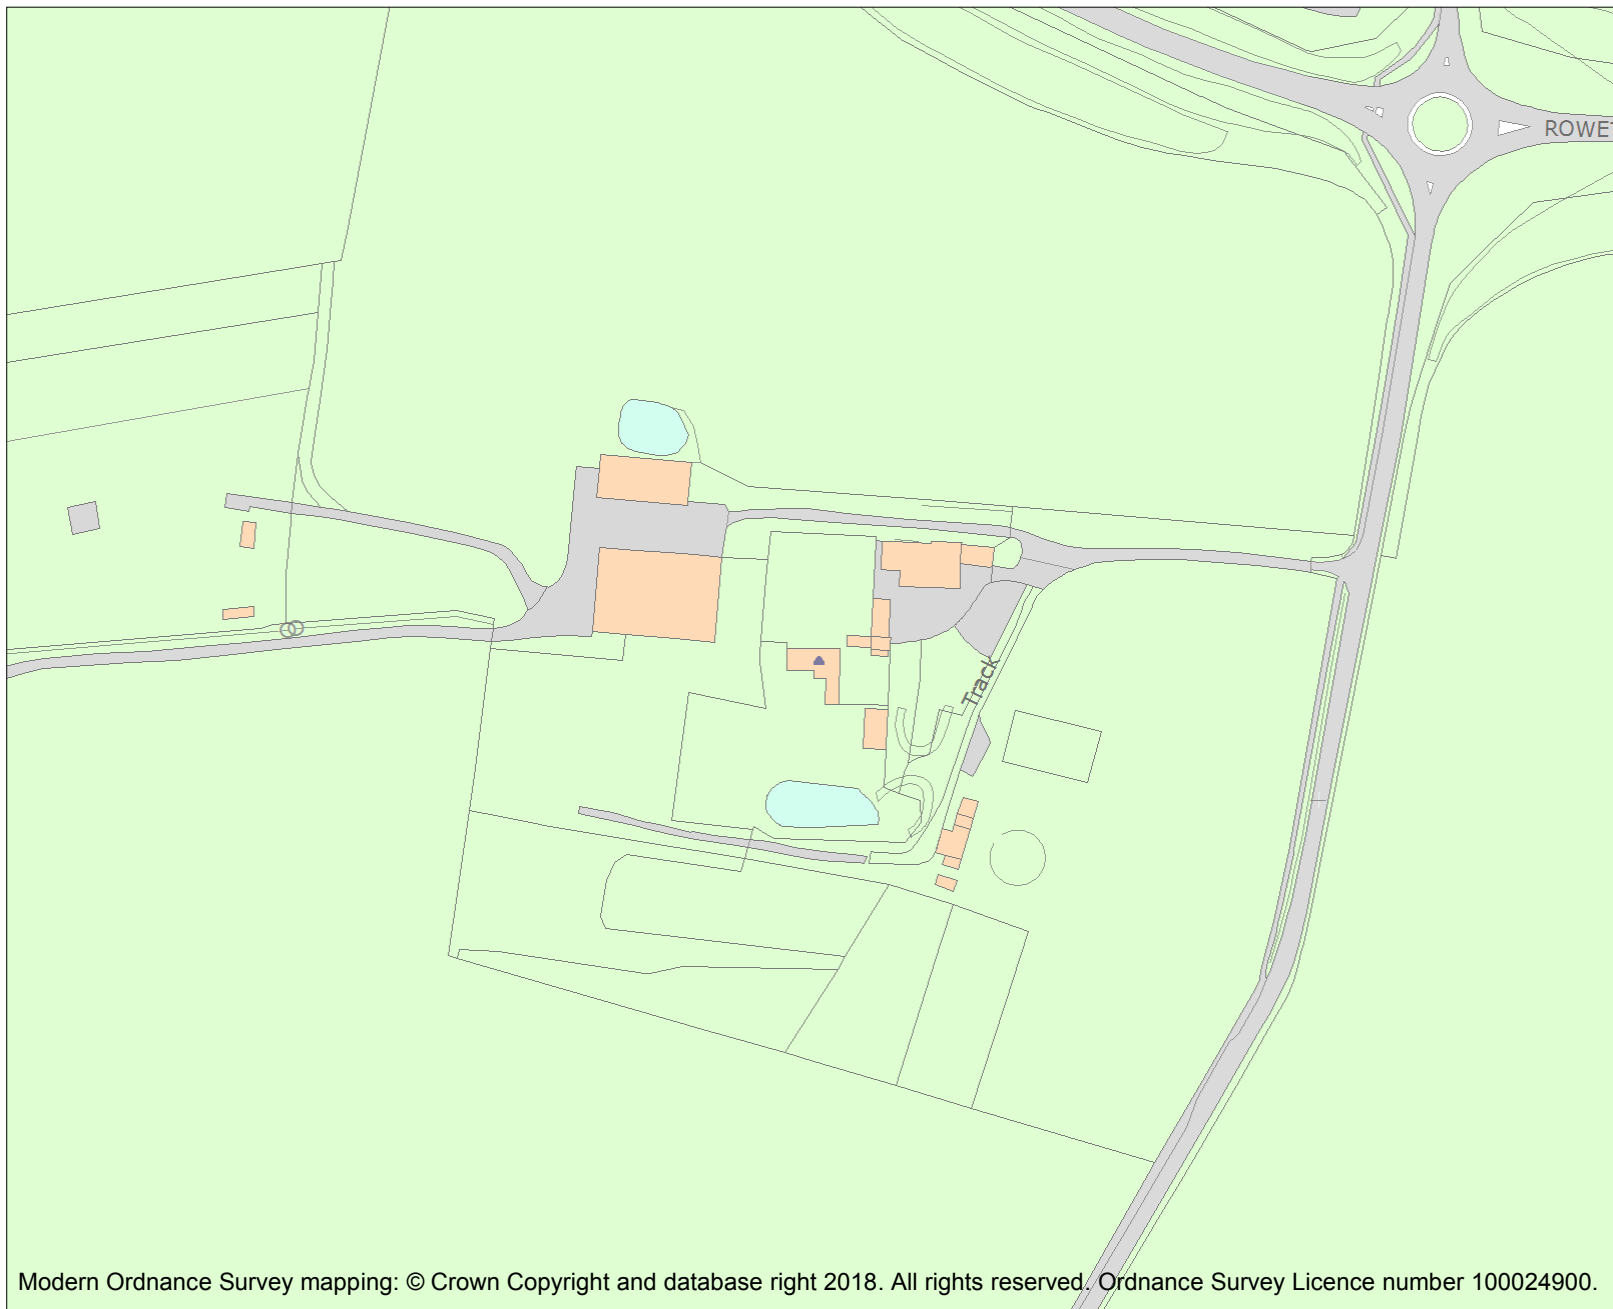 ROWE
Track
Modern Ordnance Survey mapping: © Crown Copyright and database right 2018. All rights reserved. Ordnance Survey Licence number 100024900.